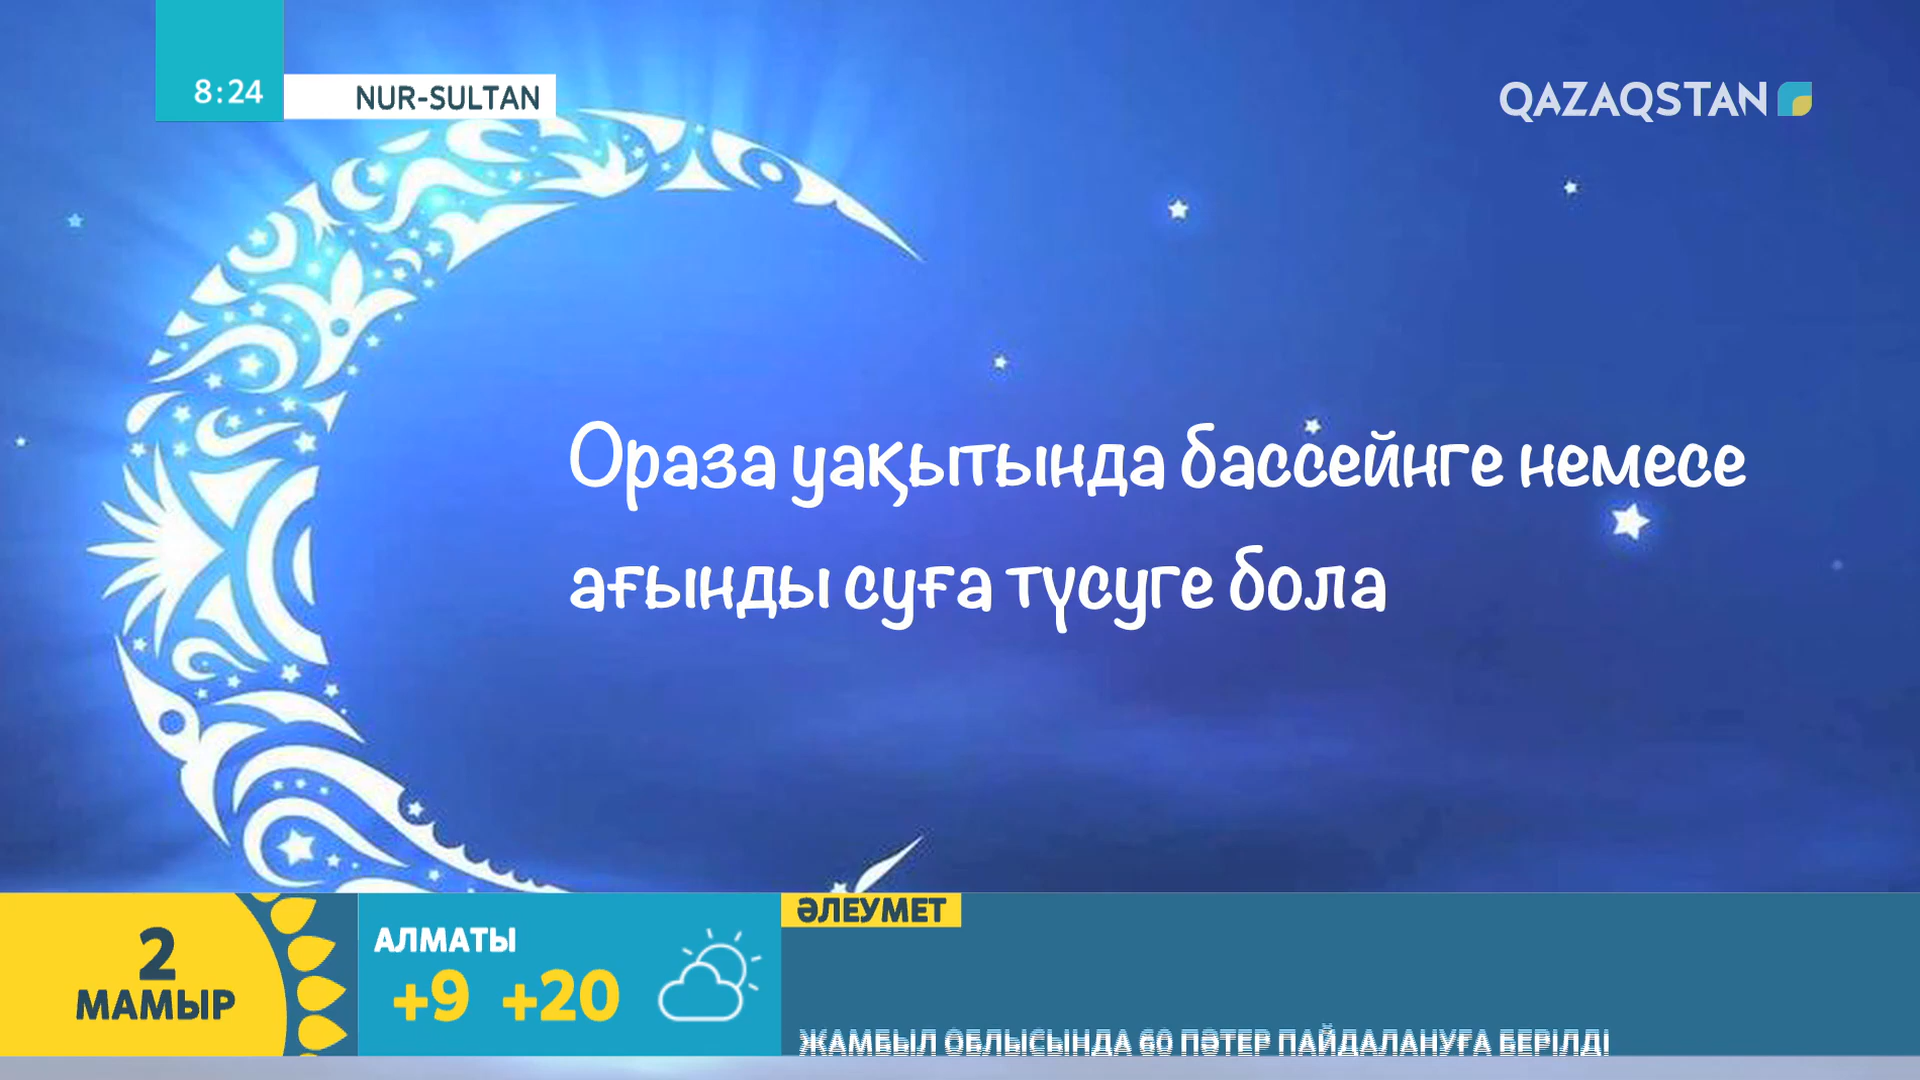 8:24
NUR-SULTAN
QAZAQSTAN
Ораза уақытында бассейнге немесе
ағынды суға түсуге бола
2
МАМЫР
АЛМАТЫ
+9 +20
ӘЛЕУМЕТ
ЖАМБЫЛ ОБЛЫСЫНДА 60 ПӘТЕР ПАЙДАЛАНУҒА БЕРІЛДІ